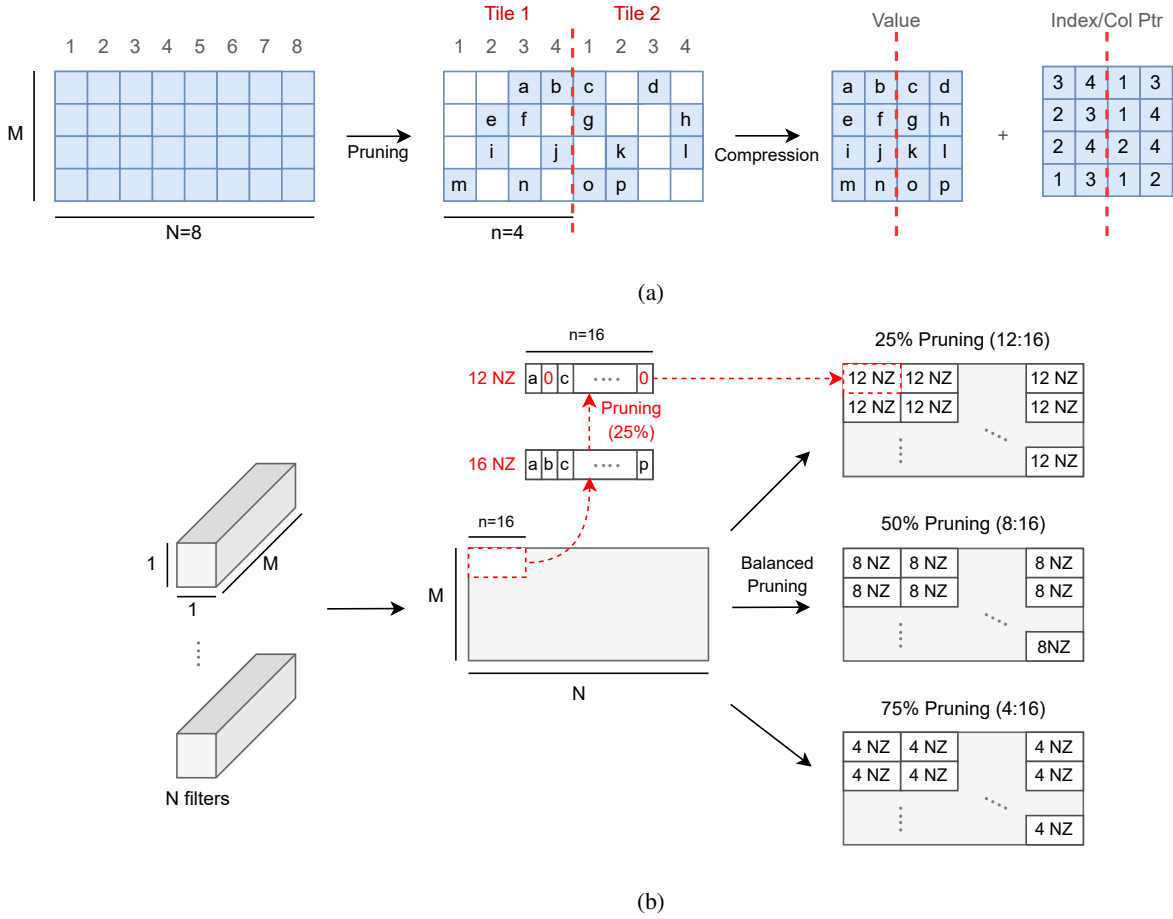 Tile 1 Tile 2 Value Index/Col Ptr
1 2 3 4 5 6 7 8 1 2 3 4 1 2 3 4
a b c d a b c d 3 4 1 3
M e f g h e f g h 2 3 1 4
Pruning Compression +
i j k l i j k l 2 4 2 4
m n o p m n o p 1 3 1 2
N=8 n=4
(a)
n=16 25% Pruning (12:16)
12 NZ a 0 c .... 0 12 NZ 12 NZ 12 NZ
Pruning 12 NZ 12 NZ 12 NZ
(25%)
16 NZ a b c .... p 12 NZ
n=16 50% Pruning (8:16)
1 M 1 M Balanced 8 NZ 8 NZ 8 NZ
Pruning 8 NZ 8 NZ 8 NZ
8NZ
N
75% Pruning (4:16)
4 NZ 4 NZ 4 NZ
4 NZ 4 NZ 4 NZ
N filters
4 NZ
(b)